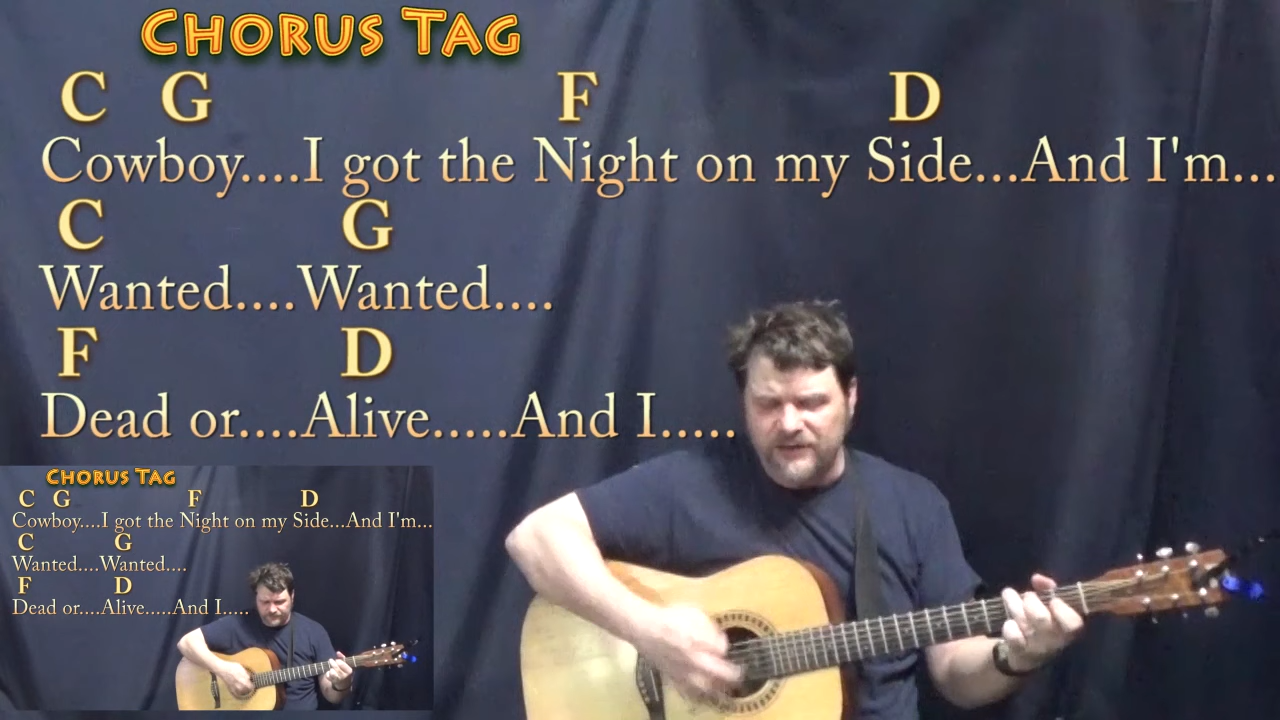 CHORUS TAG
C G F D
Cowboy....I got the Night on my Side...And I'm...
C G
Wanted....Wanted....
F D
Dead or....Alive.....And I.....
CHORUS TAG
C G F D
Cowboy....I got the Night on my Side...And I'm...
C G
Wanted....Wanted....
F D
Dead or....Alive.....And I.....